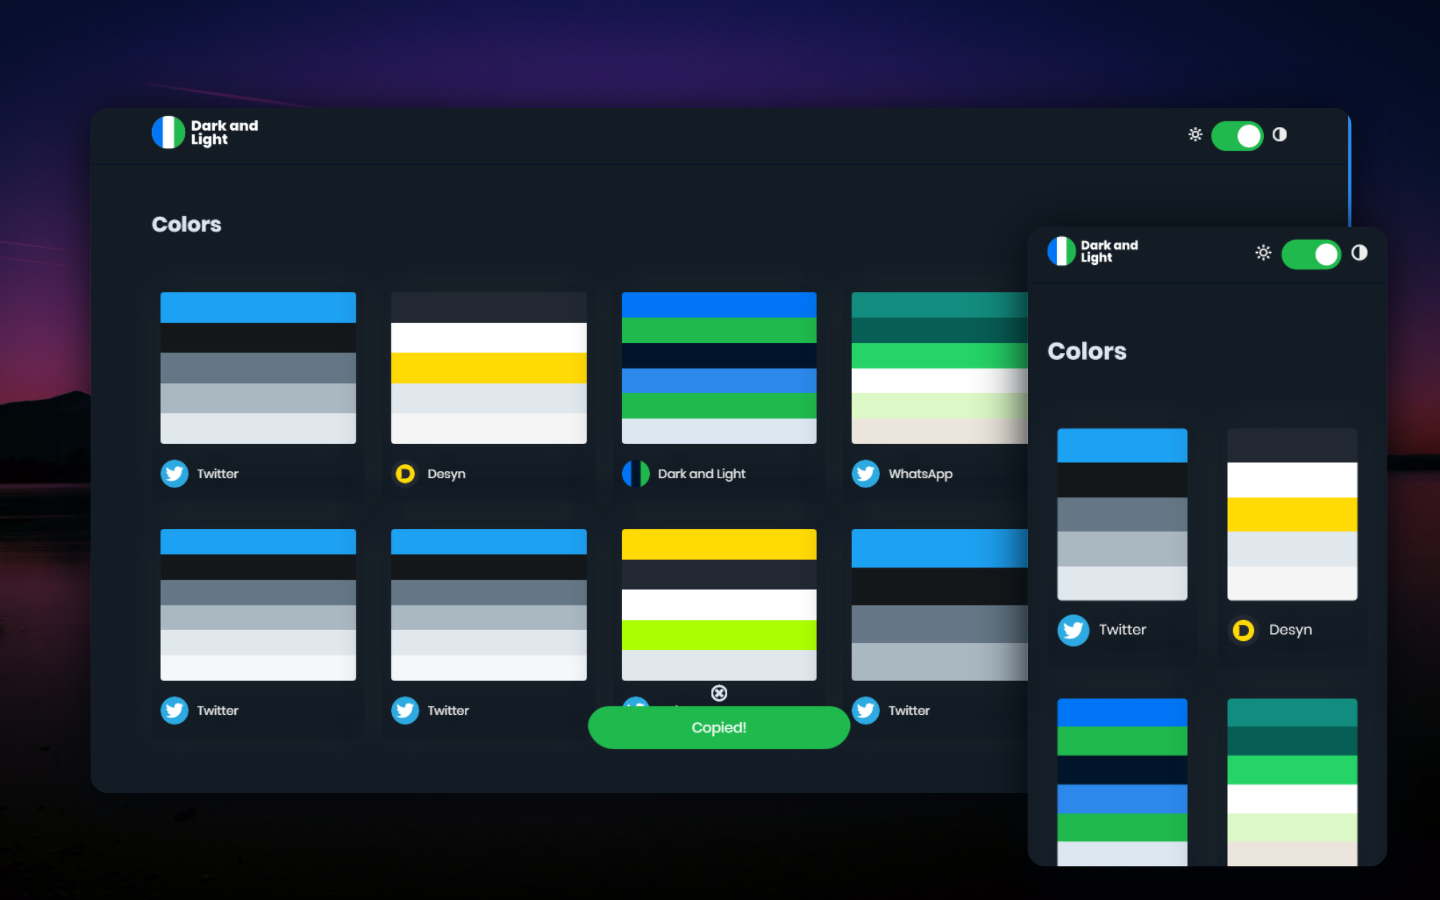 Dark and
Light
Colors
Twitter
Desyn
Dark and Light
WhatsApp
Twitter
Twitter
Twitter
Copied!
Dark and
Light
Colors
Twitter
Desyn